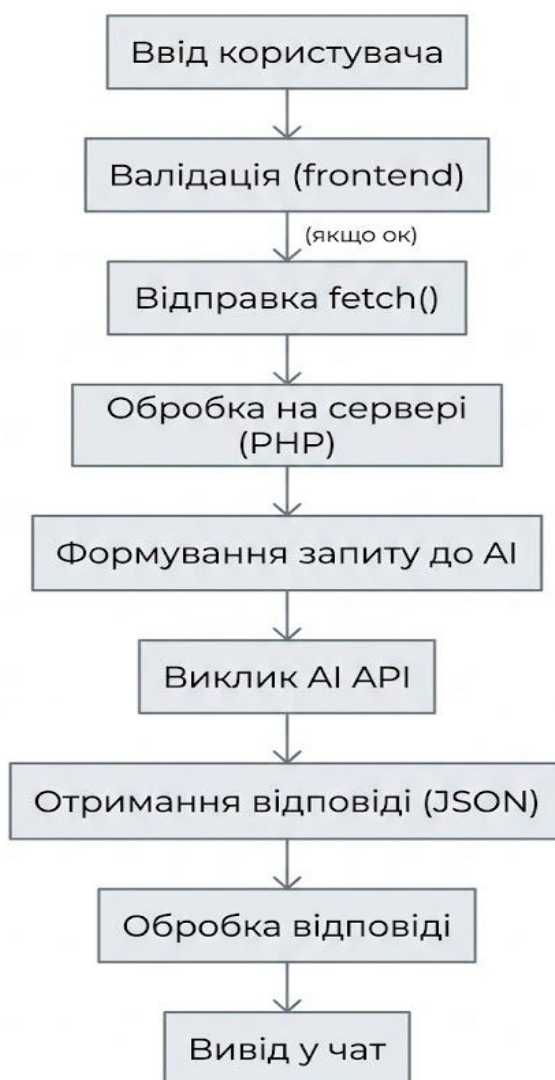 Ввід користувача
Валідація (frontend)
(якщо ок)
Відправка fetch()
Обробка на сервері
(PHP)
Формування запиту до AI
Виклик AI API
Отримання відповіді (JSON)
Обробка відповіді
Вивід у чат